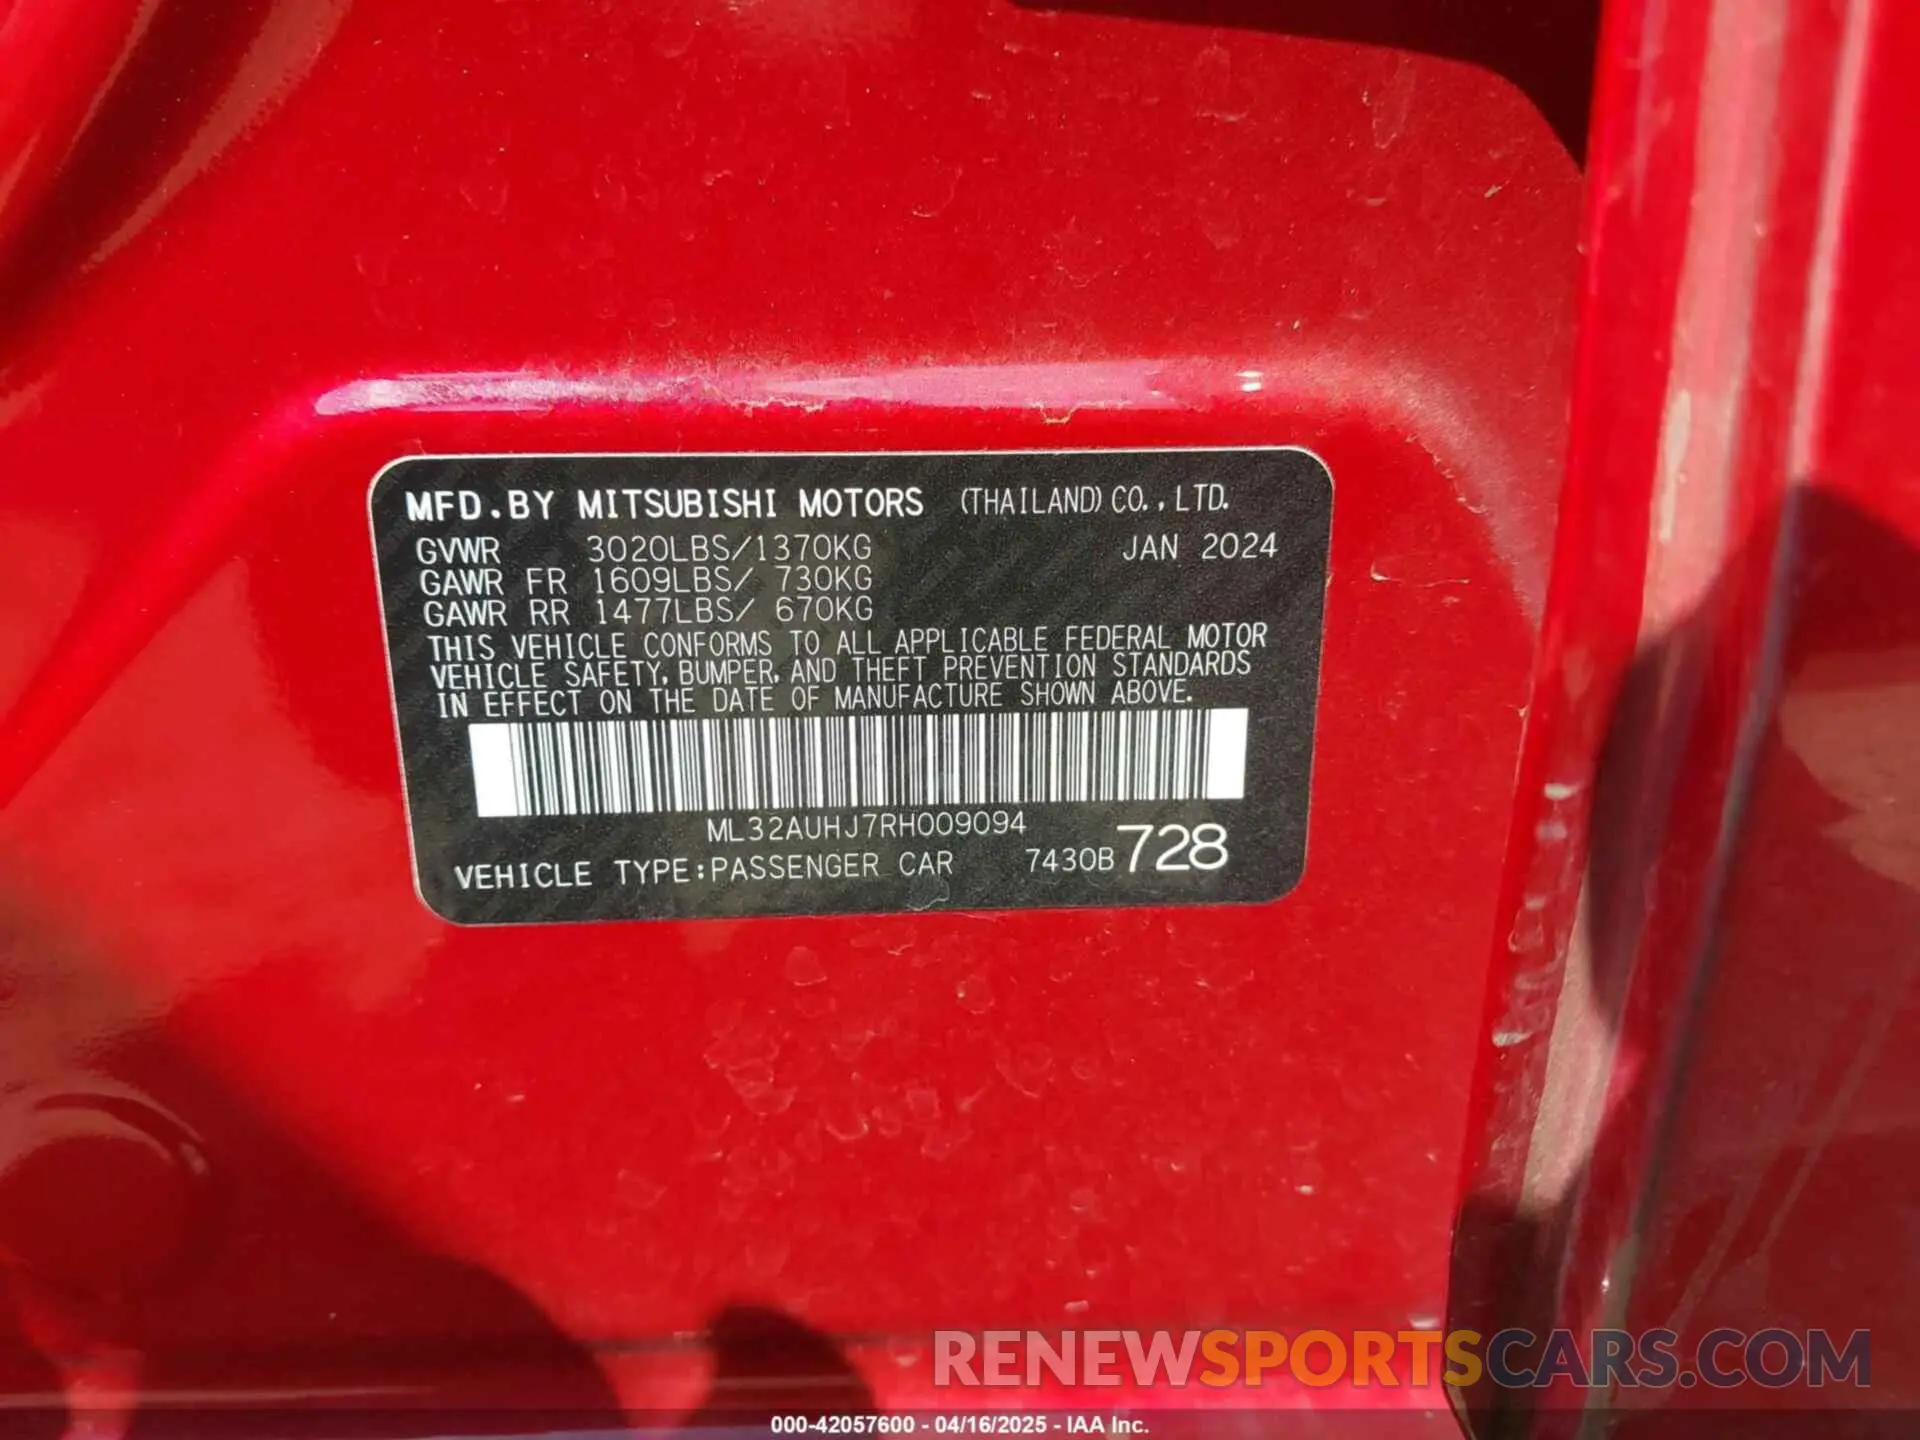 MFD.BY MITSUBISHI MOTORS (THAILAND) CO.,LTD.
GVWR 3020LBS/1370KG JAN 2024
GAWR FR 1609LBS/ 730KG
GAWR RR 1477LBS/ 670KG
THIS VEHICLE CONFORMS TO ALL APPLICABLE FEDERAL MOTOR
VEHICLE SAFETY, BUMPER, AND THEFT PREVENTION STANDARDS
IN EFFECT ON THE DATE OF MANUFACTURE SHOWN ABOVE.
ML32AUHJ7RH009094
VEHICLE TYPE:PASSENGER CAR 7430B 728
RENEWSPORTSCARS.COM
000-42057600 - 04/16/2025 - IAA Inc.